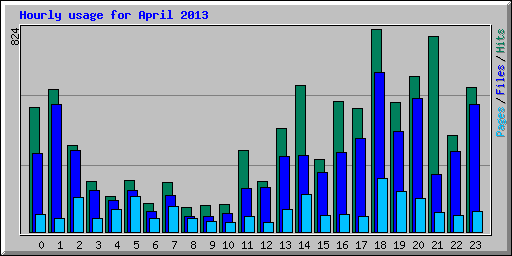 Hourly usage for April 2013
824
Pages/Files/Hits
0 1 2 3 4 5 6 7 8 9 10 11 12 13 14 15 16 17 18 19 20 21 22 23